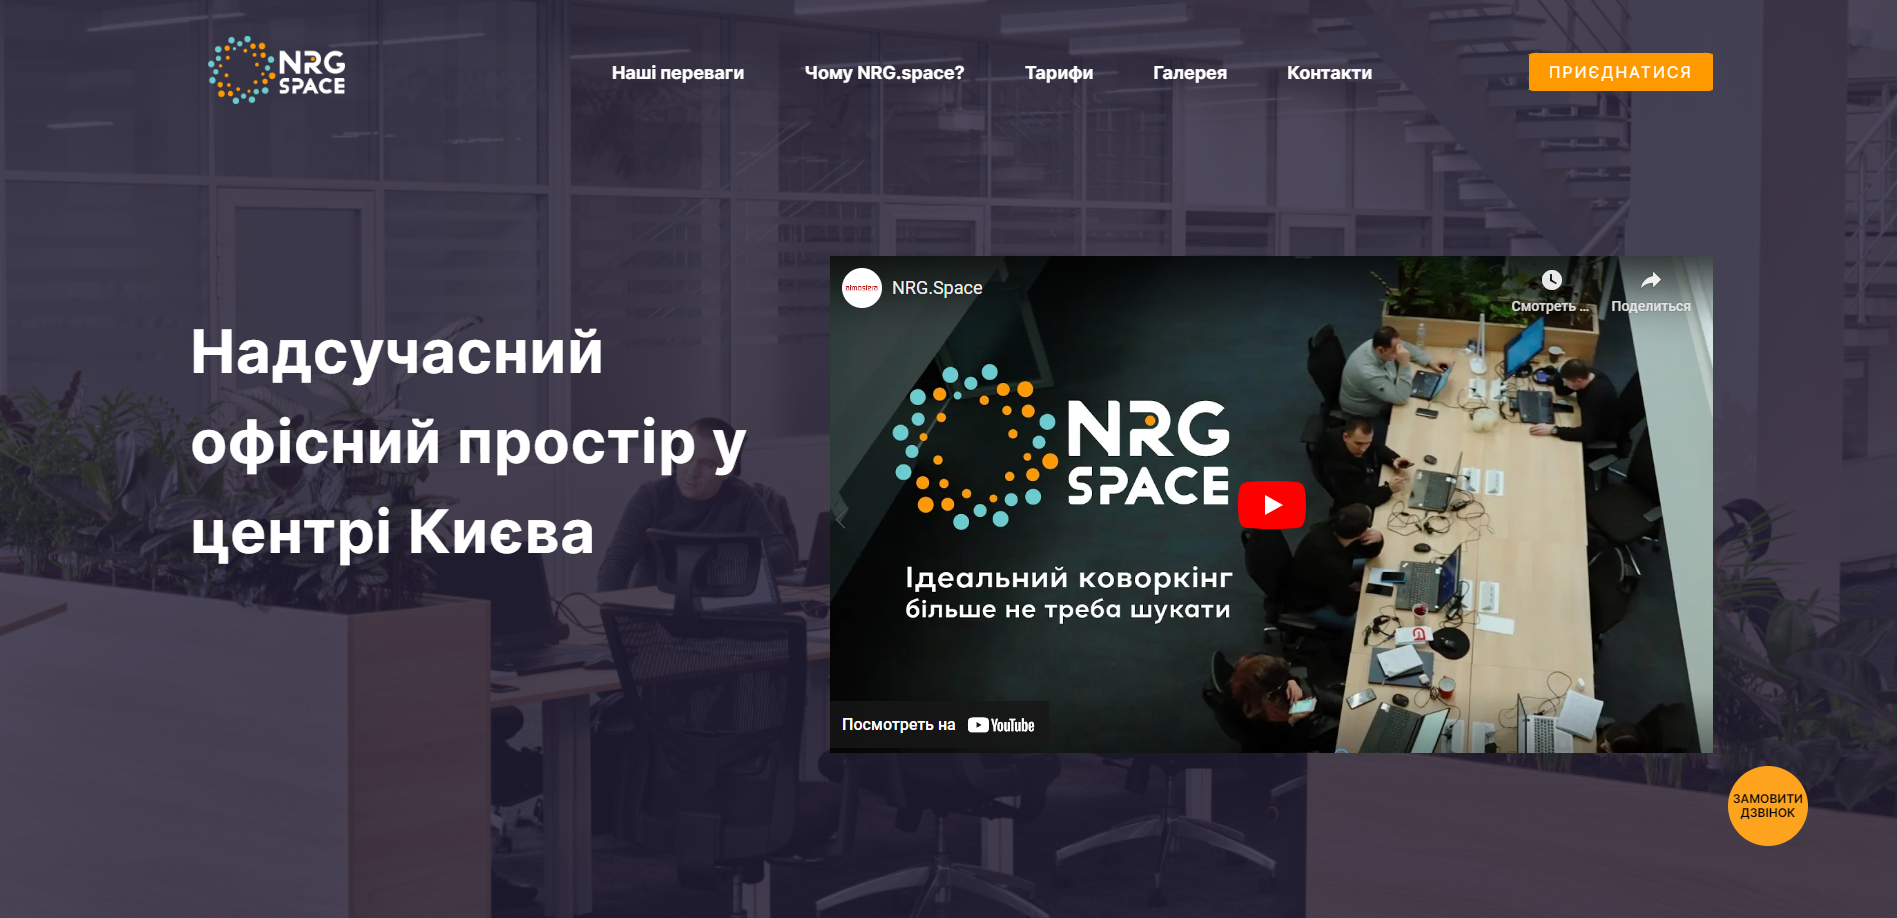 NRG
SPACE
Наші переваги
Чому NRG.space?
Тарифи
Галерея
Контакти
ПРИЄДНАТИСЯ
Надсучасний
офісний простір у
центрі Києва
atmosfera
NRG.Space
Смотреть ...
Поделиться
NRG
SPACE
Ідеальний коворкінг
більше не треба шукати
Посмотреть на YouTube
ЗАМОВИТИ
ДЗВІНОК